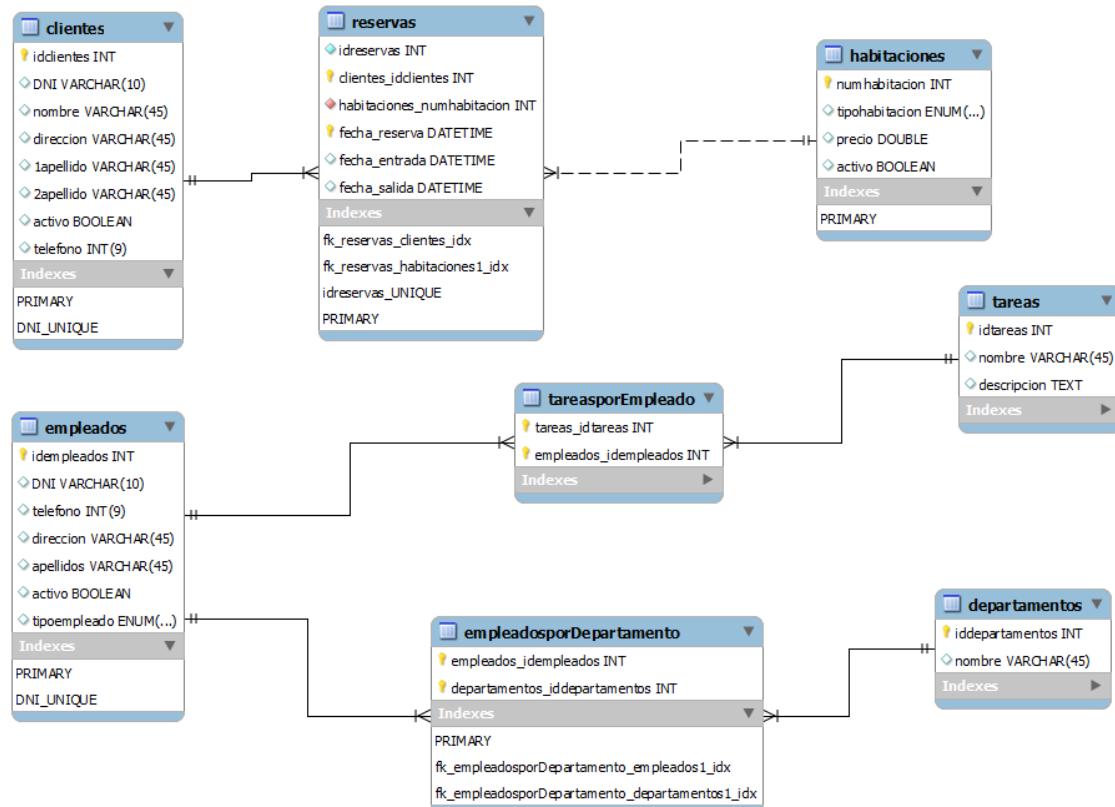 clientes
idclientes INT
DNI VARCHAR(10)
nombre VARCHAR(45)
direccion VARCHAR(45)
1apellido VARCHAR(45)
2apellido VARCHAR(45)
activo BOOLEAN
telefono INT(9)
Indexes
PRIMARY
DNI_UNIQUE
reservas
idreservas INT
clientes_idclientes INT
habitaciones_numhabitacion INT
fecha_reserva DATETIME
fecha_entrada DATETIME
fecha_salida DATETIME
Indexes
fk_reservas_clientes_idx
fk_reservas_habitaciones1_idx
idreservas_UNIQUE
PRIMARY
habitaciones
numhabitacion INT
tipohabitacion ENUM(...)
precio DOUBLE
activo BOOLEAN
Indexes
PRIMARY
tareas
idtareas INT
nombre VARCHAR(45)
descripcion TEXT
Indexes
tareasporEmpleado
tareas_idtareas INT
empleados_idempleados INT
Indexes
empleados
idempleados INT
DNI VARCHAR(10)
telefono INT(9)
direccion VARCHAR(45)
apellidos VARCHAR(45)
activo BOOLEAN
tipoempleado ENUM(...)
Indexes
PRIMARY
DNI_UNIQUE
empleadosporDepartamento
empleados_idempleados INT
departamentos_iddepartamentos INT
Indexes
PRIMARY
fk_empleadosporDepartamento_empleados1_idx
fk_empleadosporDepartamento_departamentos1_idx
departamentos
iddepartamentos INT
nombre VARCHAR(45)
Indexes